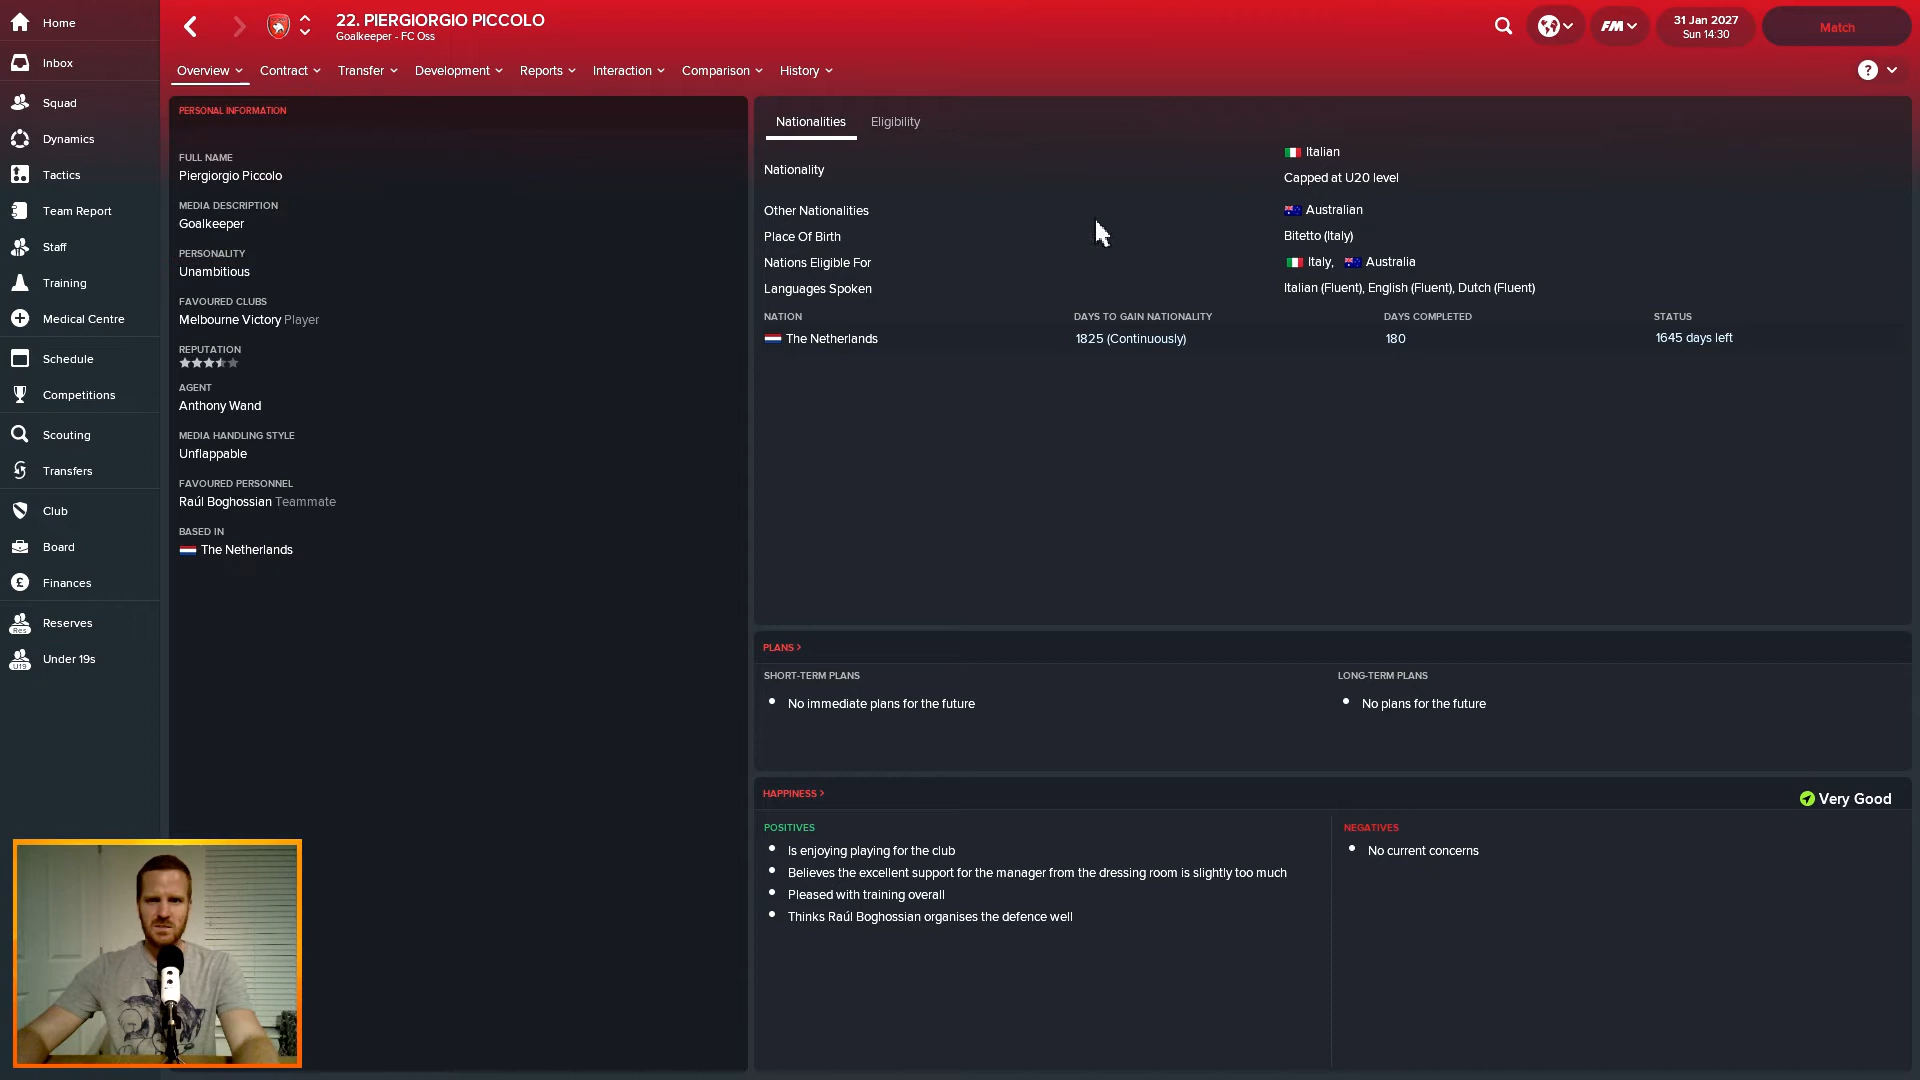 Home
Inbox
Squad
Dynamics
Tactics
Team Report
Staff
Training
Medical Centre
Schedule
Competitions
Scouting
Transfers
Club
Board
£
Finances
Res
Reserves
U19
Under 19s
22. PIERGIORGIO PICCOLO
Goalkeeper - FC Oss
FM
31 Jan 2027
Sun 14:30
Match
Overview
Contract
Transfer
Development
Reports
Interaction
Comparison
History
?
PERSONAL INFORMATION
FULL NAME
Piergiorgio Piccolo
MEDIA DESCRIPTION
Goalkeeper
PERSONALITY
Unambitious
FAVOURED CLUBS
Melbourne Victory Player
REPUTATION
AGENT
Anthony Wand
MEDIA HANDLING STYLE
Unflappable
FAVOURED PERSONNEL
Raúl Boghossian Teammate
BASED IN
The Netherlands
Nationalities
Eligibility
Nationality
Italian
Capped at U20 level
Other Nationalities
Australian
Place Of Birth
Bitetto (Italy)
Nations Eligible For
Italy, Australia
Languages Spoken
Italian (Fluent), English (Fluent), Dutch (Fluent)
NATION DAYS TO GAIN NATIONALITY DAYS COMPLETED STATUS
The Netherlands 1825 (Continuously) 180 1645 days left
PLANS >
SHORT-TERM PLANS
No immediate plans for the future
LONG-TERM PLANS
No plans for the future
HAPPINESS >
Very Good
POSITIVES
Is enjoying playing for the club
Believes the excellent support for the manager from the dressing room is slightly too much
Pleased with training overall
Thinks Raúl Boghossian organises the defence well
NEGATIVES
No current concerns